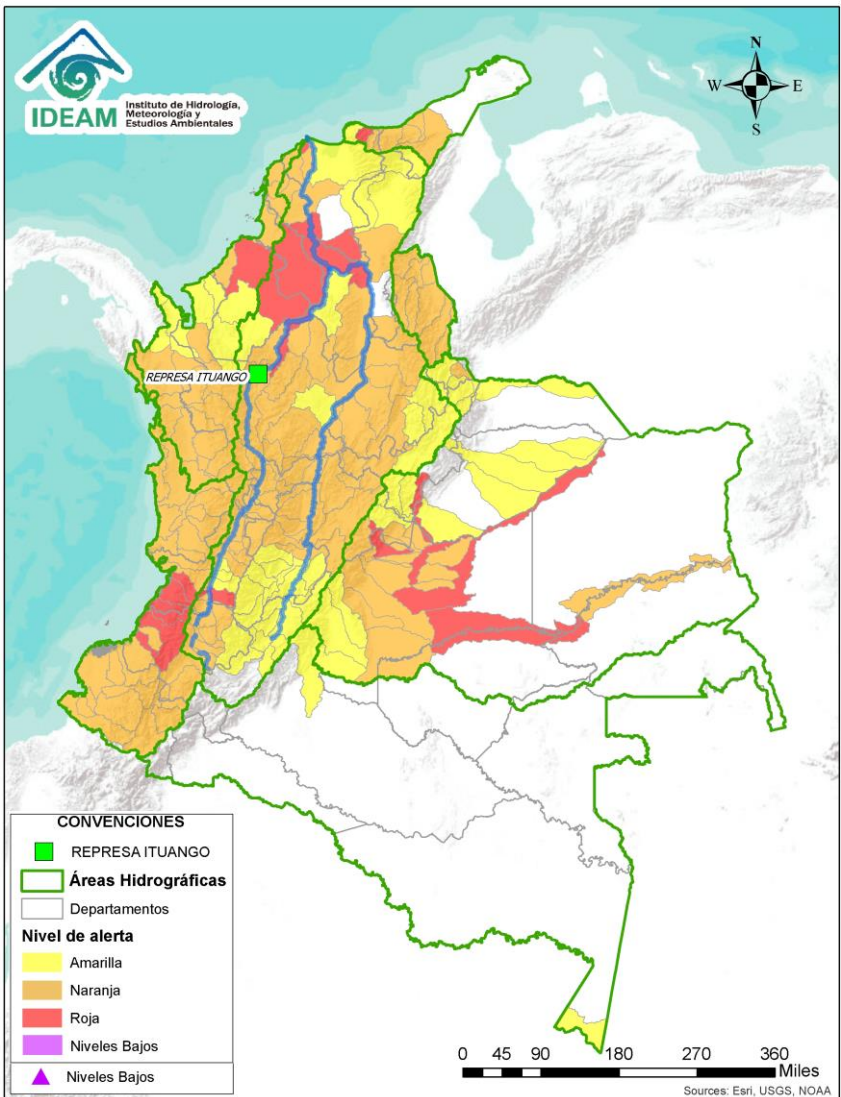 IDEAM
Instituto de Hidrología,
Meteorología y
Estudios Ambientales
N
W
E
S
REPRESA ITUANGO
CONVENCIONES
REPRESA ITUANGO
Áreas Hidrográficas
Departamentos
Nivel de alerta
Amarilla
Naranja
Roja
Niveles Bajos
Niveles Bajos
0 45 90 180 270 360
Miles
Sources: Esri, USGS, NOAA